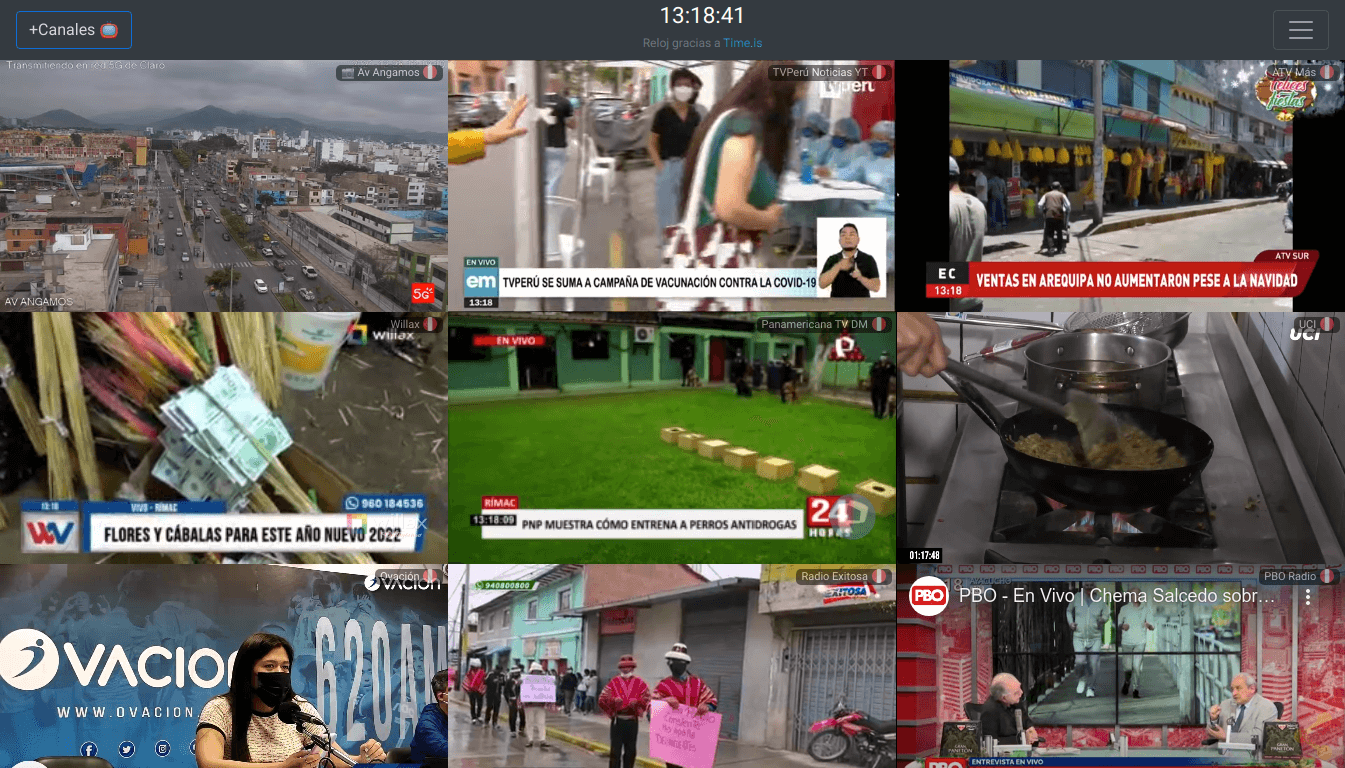 +Canales
13:18:41
Reloj gracias a Time.is
Transmitiendo en red 5G de Claro
Av Angamos
AV ANGAMOS
5G
TVPerú Noticias YT
EN VIVO
em
TVPERÚ SE SUMA A CAMPAÑA DE VACUNACIÓN CONTRA LA COVID-19
13:18
ATV Más
felices
fiestas
ATV SUR
EC
13:18
VENTAS EN AREQUIPA NO AUMENTARON PESE A LA NAVIDAD
Willax
willax
13:18
VIVO - RÍMAC
960 184536
WV
FLORES Y CÁBALAS PARA ESTE AÑO NUEVO 2022
Panamericana TV DM
EN VIVO
RÍMAC
13:18:09
PNP MUESTRA CÓMO ENTRENA A PERROS ANTIDROGAS
24
HORAS
UCI
UCI
01:17:48
Ovación
OVACIÓN
OVACION
WWW.OVACION.
620AM
Radio Exitosa
940800800
EXITOSA
PBO Radio
PBO
PBO - En Vivo | Chema Salcedo sobr...
ENTREVISTA EN VIVO
PBO